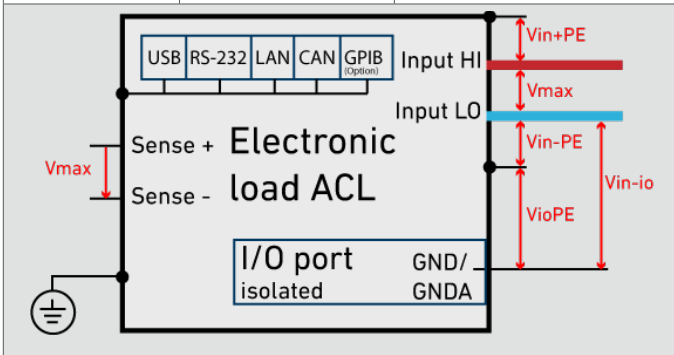 USB RS-232 LAN CAN GPIB
(Option)
Input HI
Input LO
Vin+PE
Vmax
Vin-PE
Vin-io
VioPE
Vmax
Sense +
Sense -
Electronic
load ACL
I/O port
isolated
GND/
GNDA